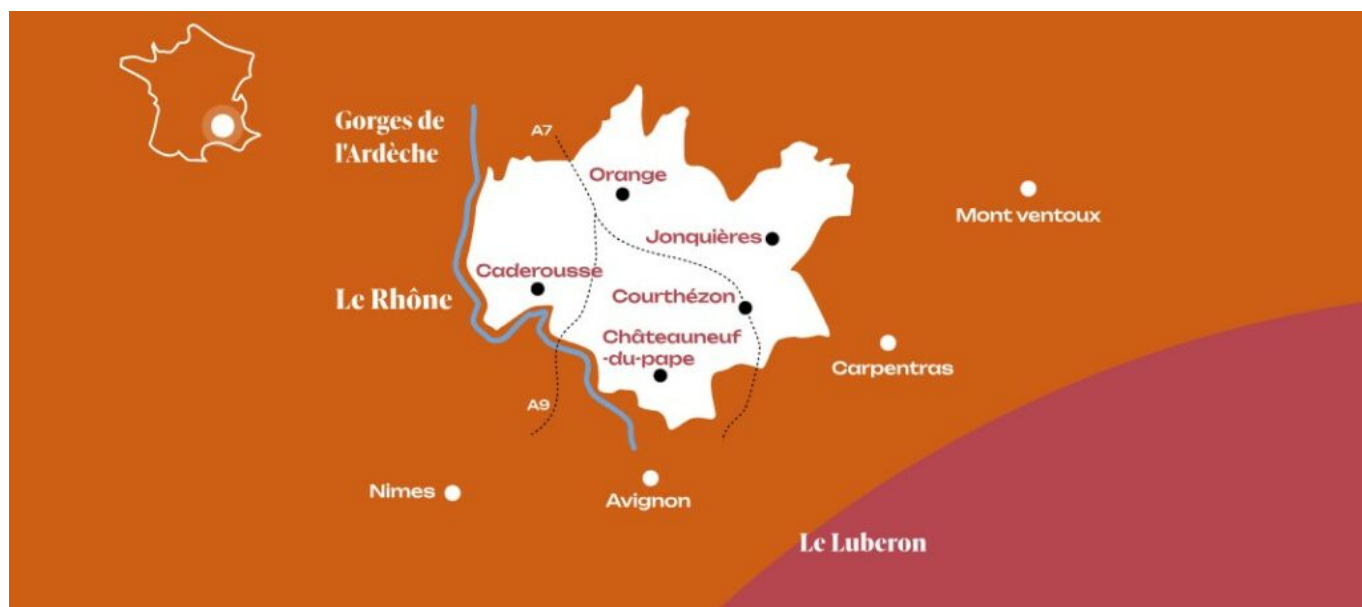 Gorges de
l'Ardèche
A7
Orange
Mont ventoux
Jonquières
Caderousse
Le Rhône
Courthézon
Châteauneuf
-du-pape
Carpentras
A9
Nimes
Avignon
Le Luberon